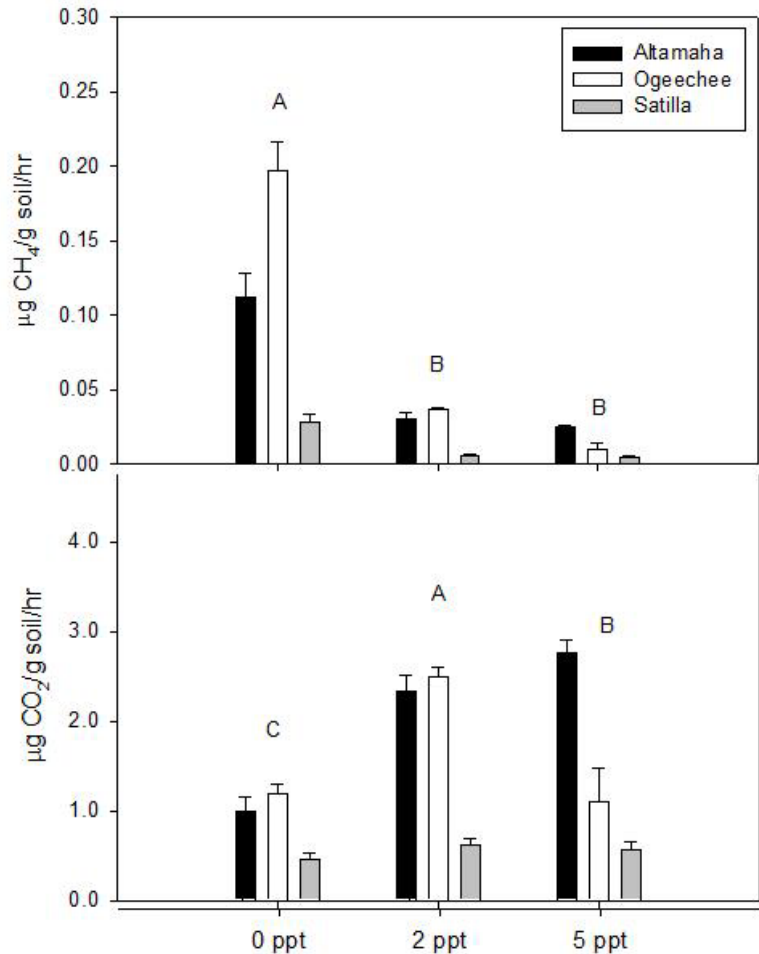 0.30
0.25
0.20
0.15
0.10
0.05
0.00
µg CH₄/g soil/hr
Altamaha
Ogeechee
Satilla
A
B
B
4.0
3.0
2.0
1.0
0.0
µg CO₂/g soil/hr
C
A
B
0 ppt 2 ppt 5 ppt